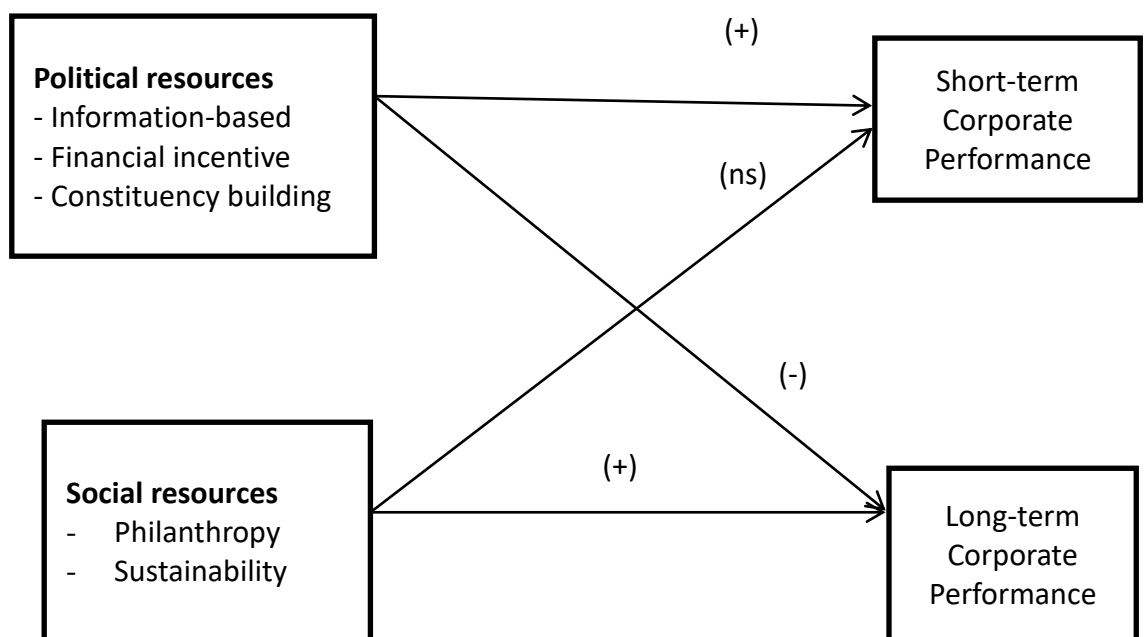 Political resources
- Information-based
- Financial incentive
- Constituency building
(+)
Short-term
Corporate
Performance
(ns)
(-)
(+)
Social resources
- Philanthropy
- Sustainability
Long-term
Corporate
Performance